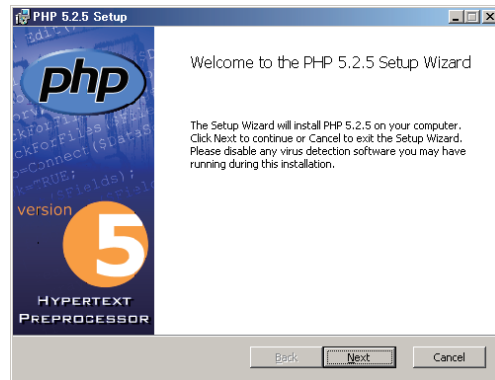 PHP 5.2.5 Setup
php
Welcome to the PHP 5.2.5 Setup Wizard
The Setup Wizard will install PHP 5.2.5 on your computer.
Click Next to continue or Cancel to exit the Setup Wizard.
Please disable any virus detection software you may have
running during this installation.
version
5
HYPERTEXT
PREPROCESSOR
Back
Next
Cancel